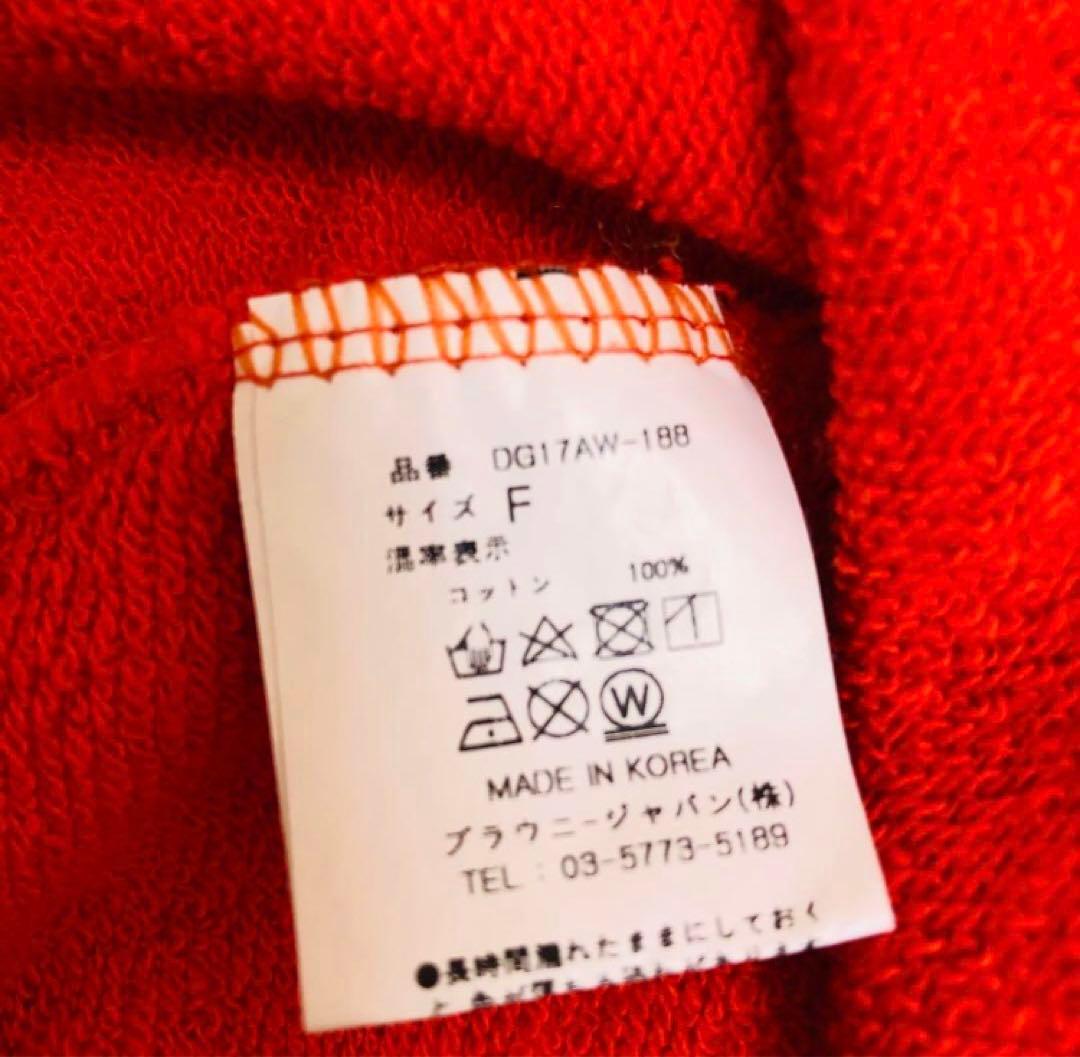 品番 DG17AW-188
サイズ F
混率表示
コットン 100%
W
MADE IN KOREA
ブラウニージャパン(株)
TEL : 03-5773-5189
●長時間濡れたままにしておく